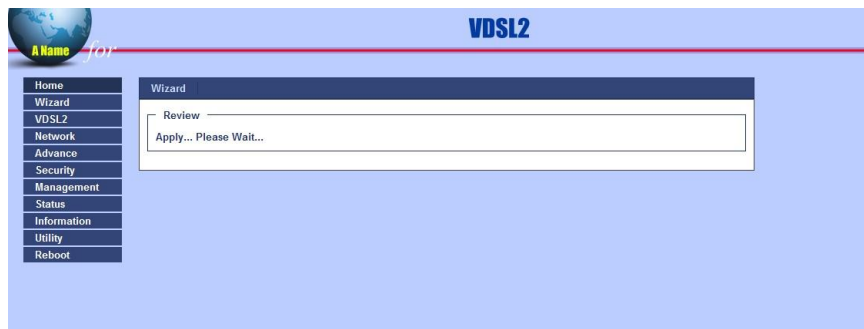 VDSL2
A Name for
Home
Wizard
VDSL2
Network
Advance
Security
Management
Status
Information
Utility
Reboot
Wizard
Review
Apply... Please Wait...